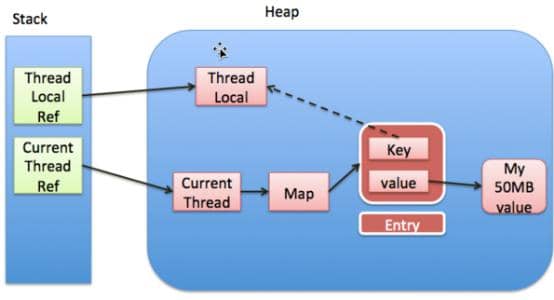 Stack
Heap
Thread
Local
Ref
Thread
Local
Current
Thread
Ref
Current
Thread
Map
Key
value
Entry
My
50MB
value